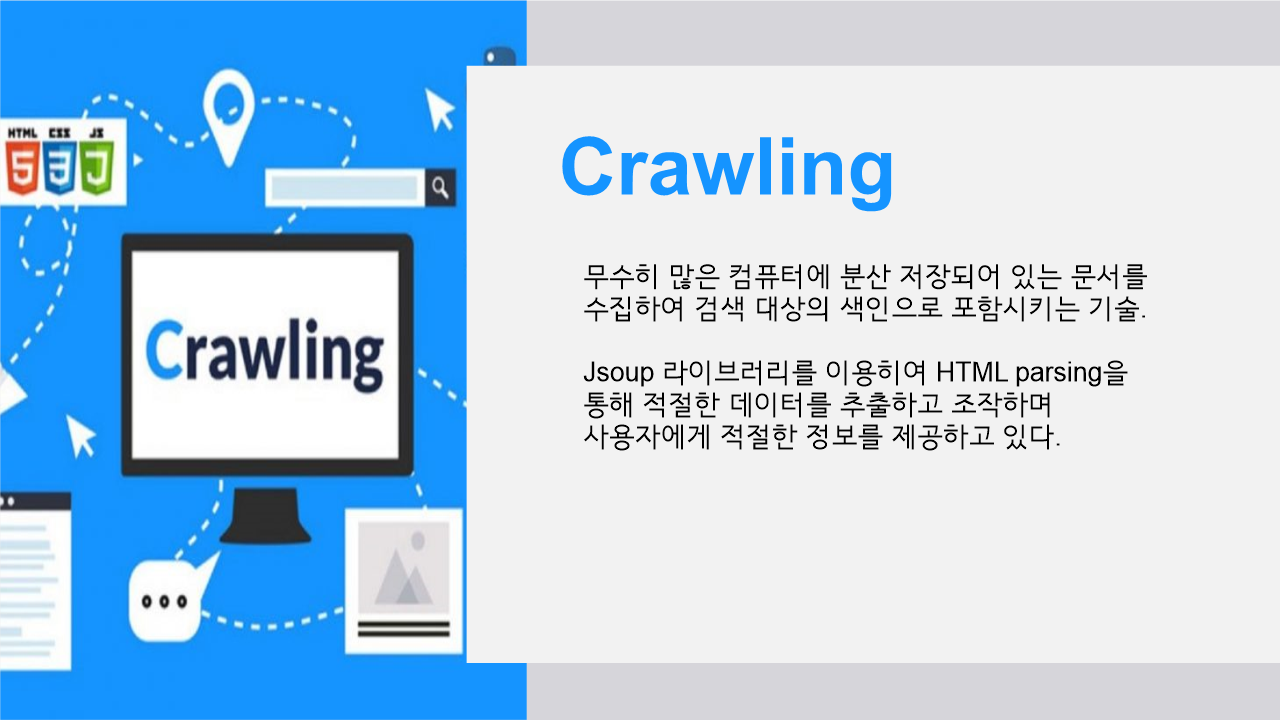 HTML CSS JS
5 3 J
Crawling
Crawling
무수히 많은 컴퓨터에 분산 저장되어 있는 문서를
수집하여 검색 대상의 색인으로 포함시키는 기술.
Jsoup 라이브러리를 이용히여 HTML parsing을
통해 적절한 데이터를 추출하고 조작하며
사용자에게 적절한 정보를 제공하고 있다.